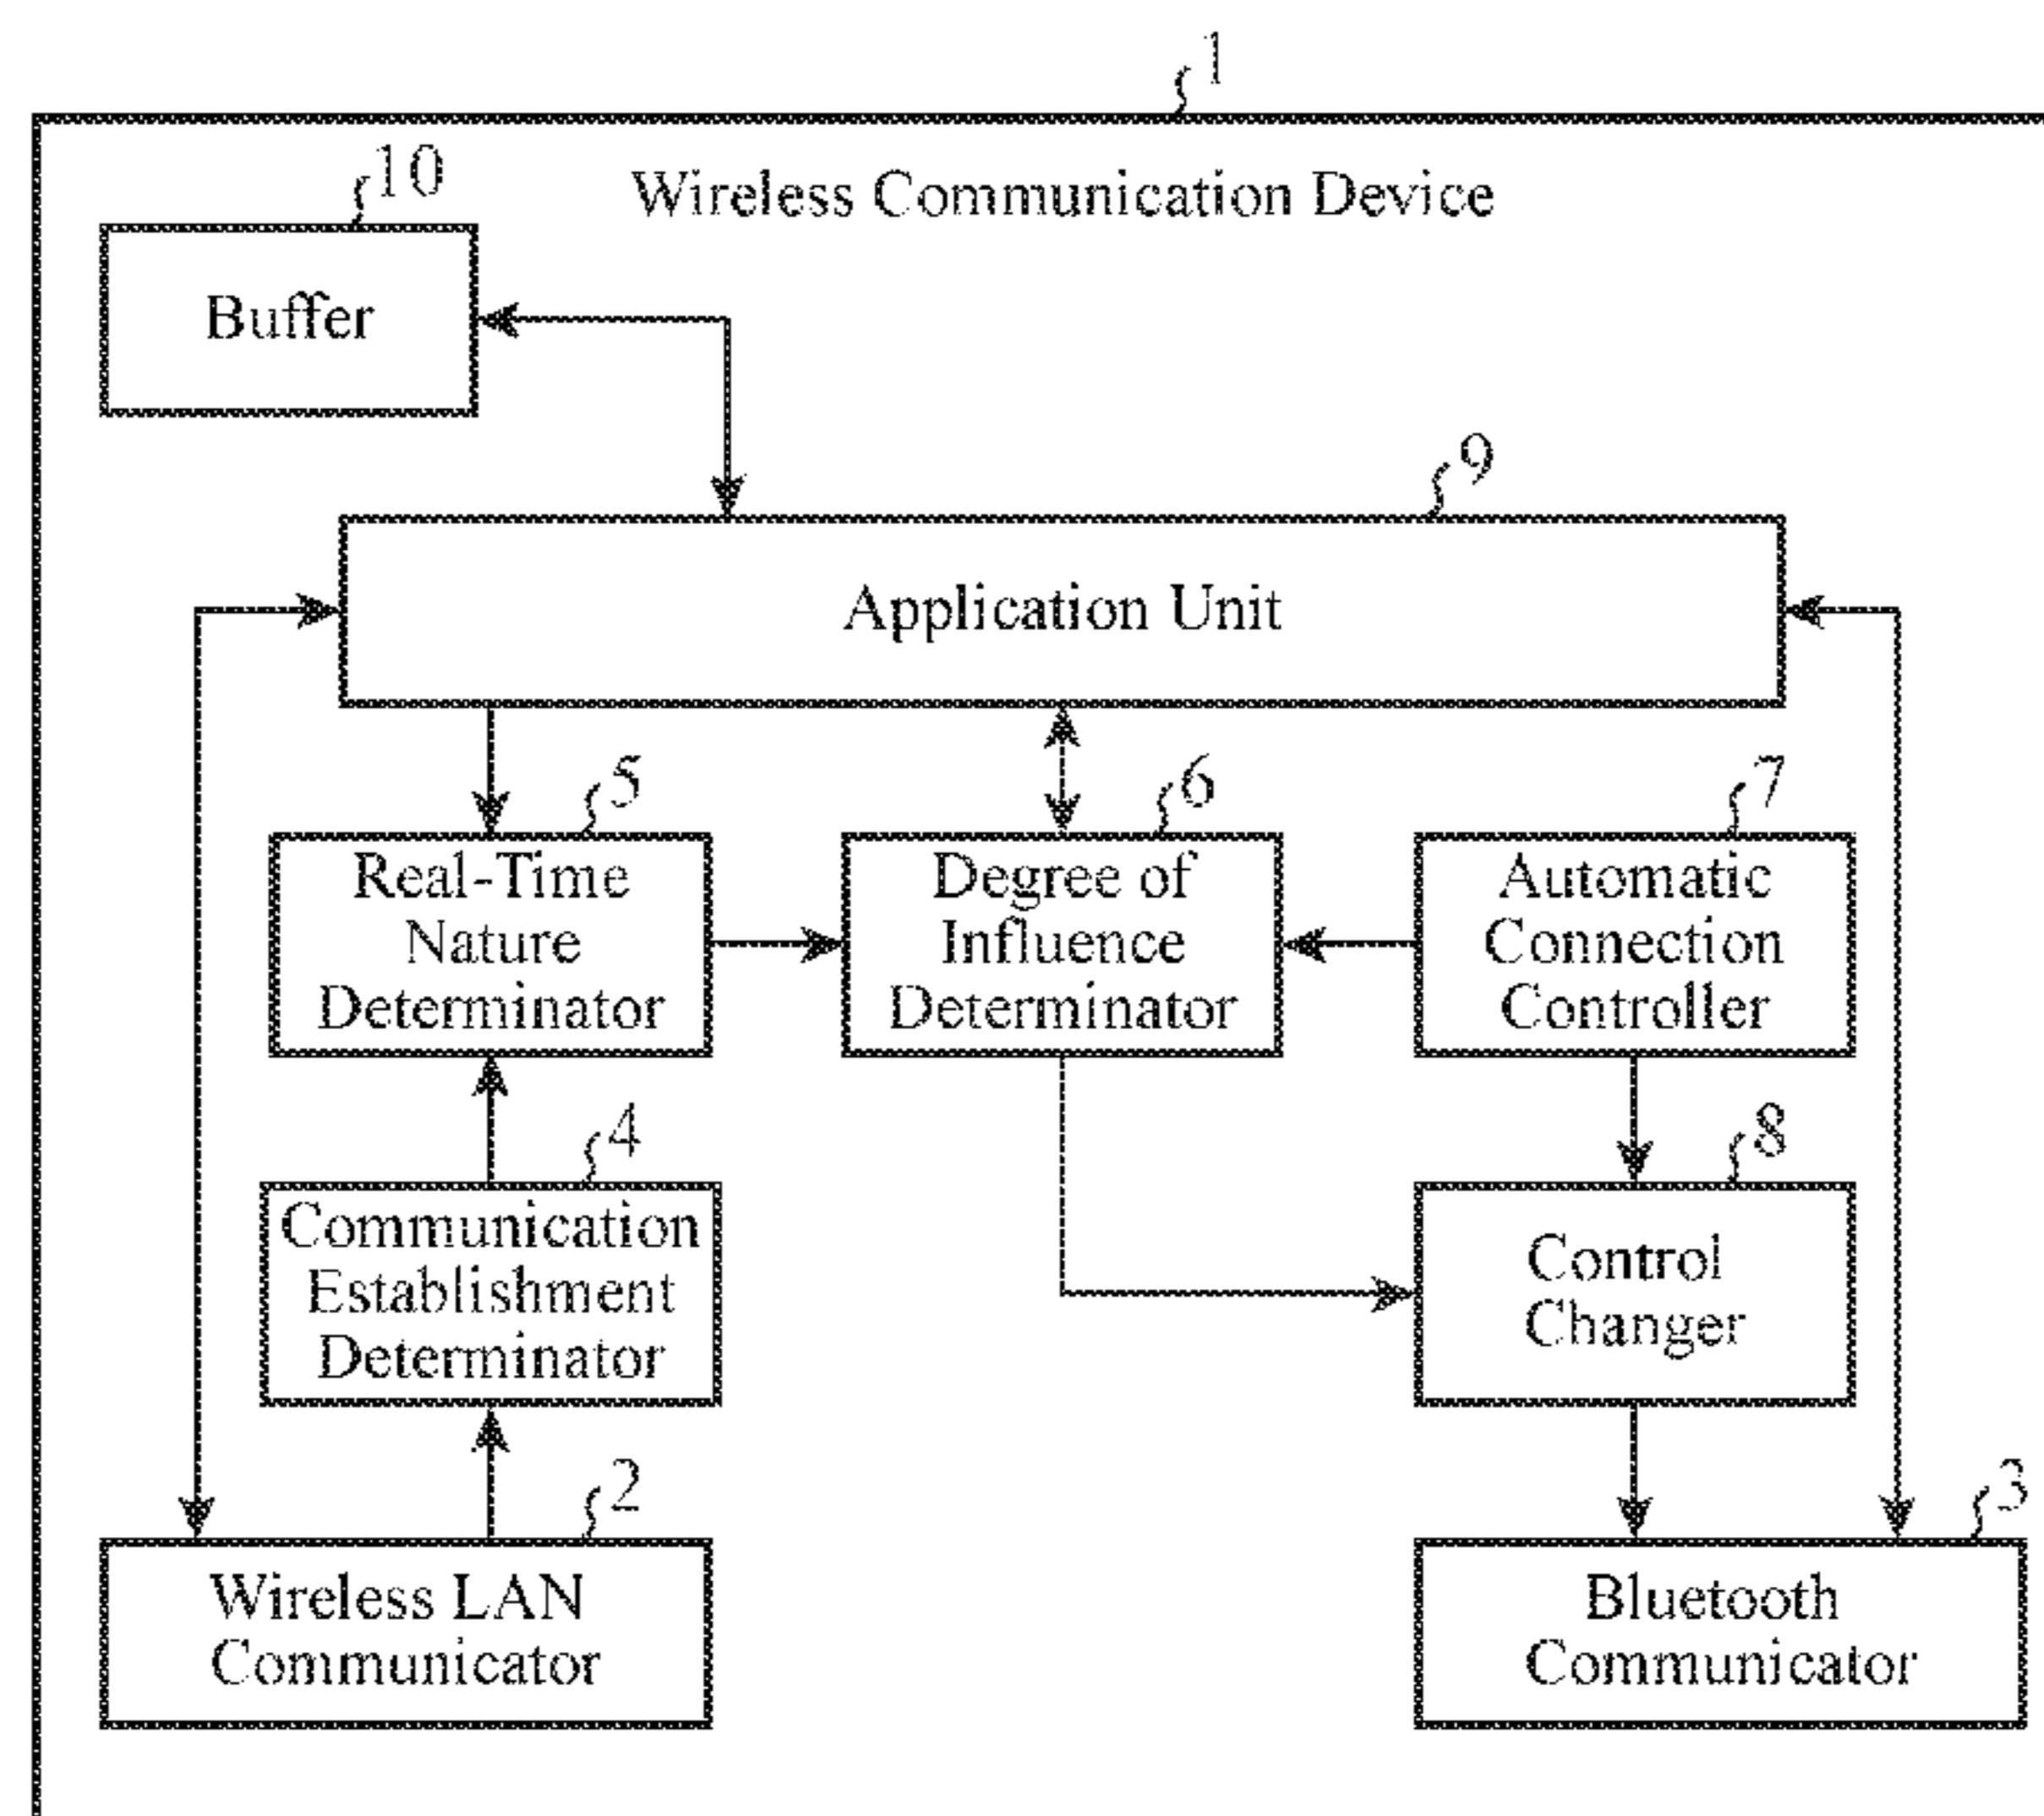 1
Wireless Communication Device
10
Buffer
9
Application Unit
5
Real-Time
Nature
Determinator
6
Degree of
Influence
Determinator
7
Automatic
Connection
Controller
4
Communication
Establishment
Determinator
8
Control
Changer
2
Wireless LAN
Communicator
3
Bluetooth
Communicator